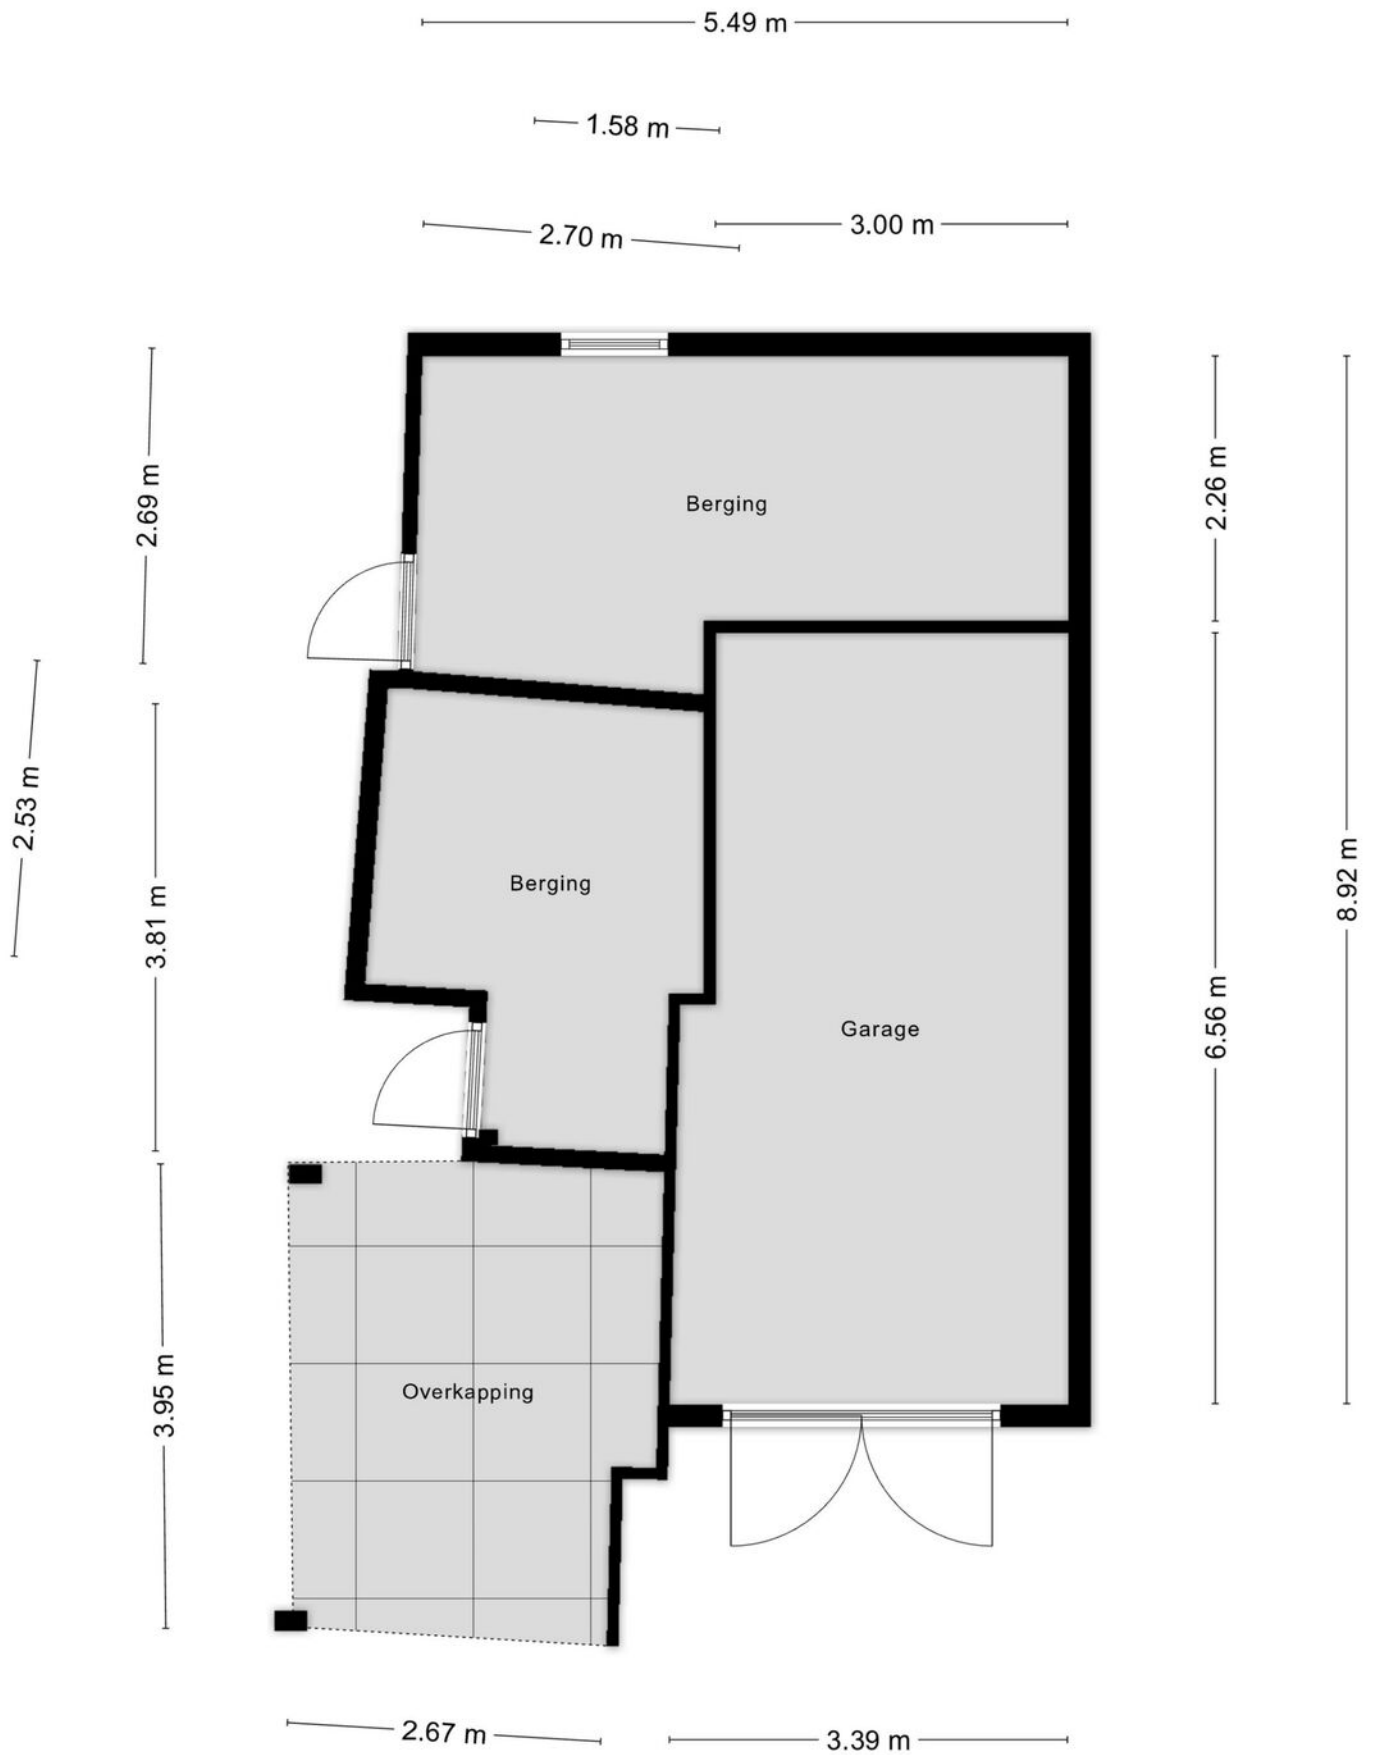 5.49 m
1.58 m
2.70 m
3.00 m
2.69 m
2.26 m
Berging
2.53 m
3.81 m
8.92 m
Berging
6.56 m
Garage
3.95 m
Overkapping
2.67 m
3.39 m